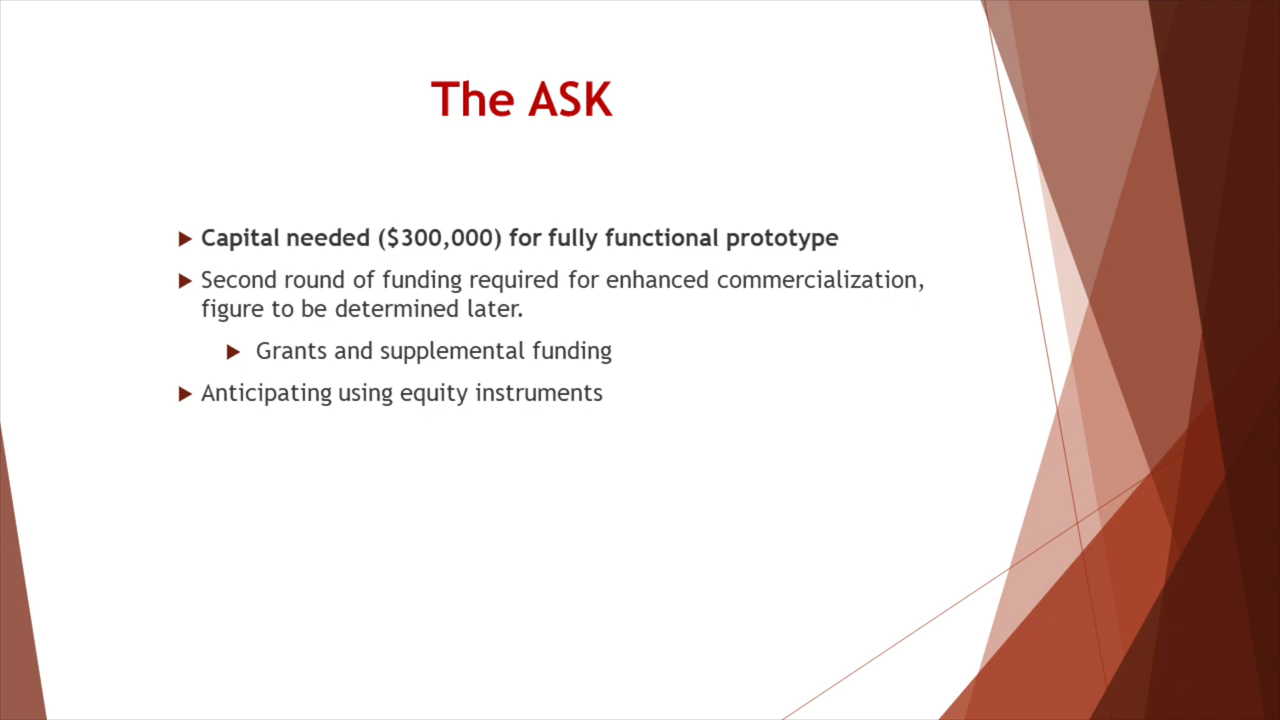 The ASK
Capital needed ($300,000) for fully functional prototype
Second round of funding required for enhanced commercialization,
figure to be determined later.
Grants and supplemental funding
Anticipating using equity instruments